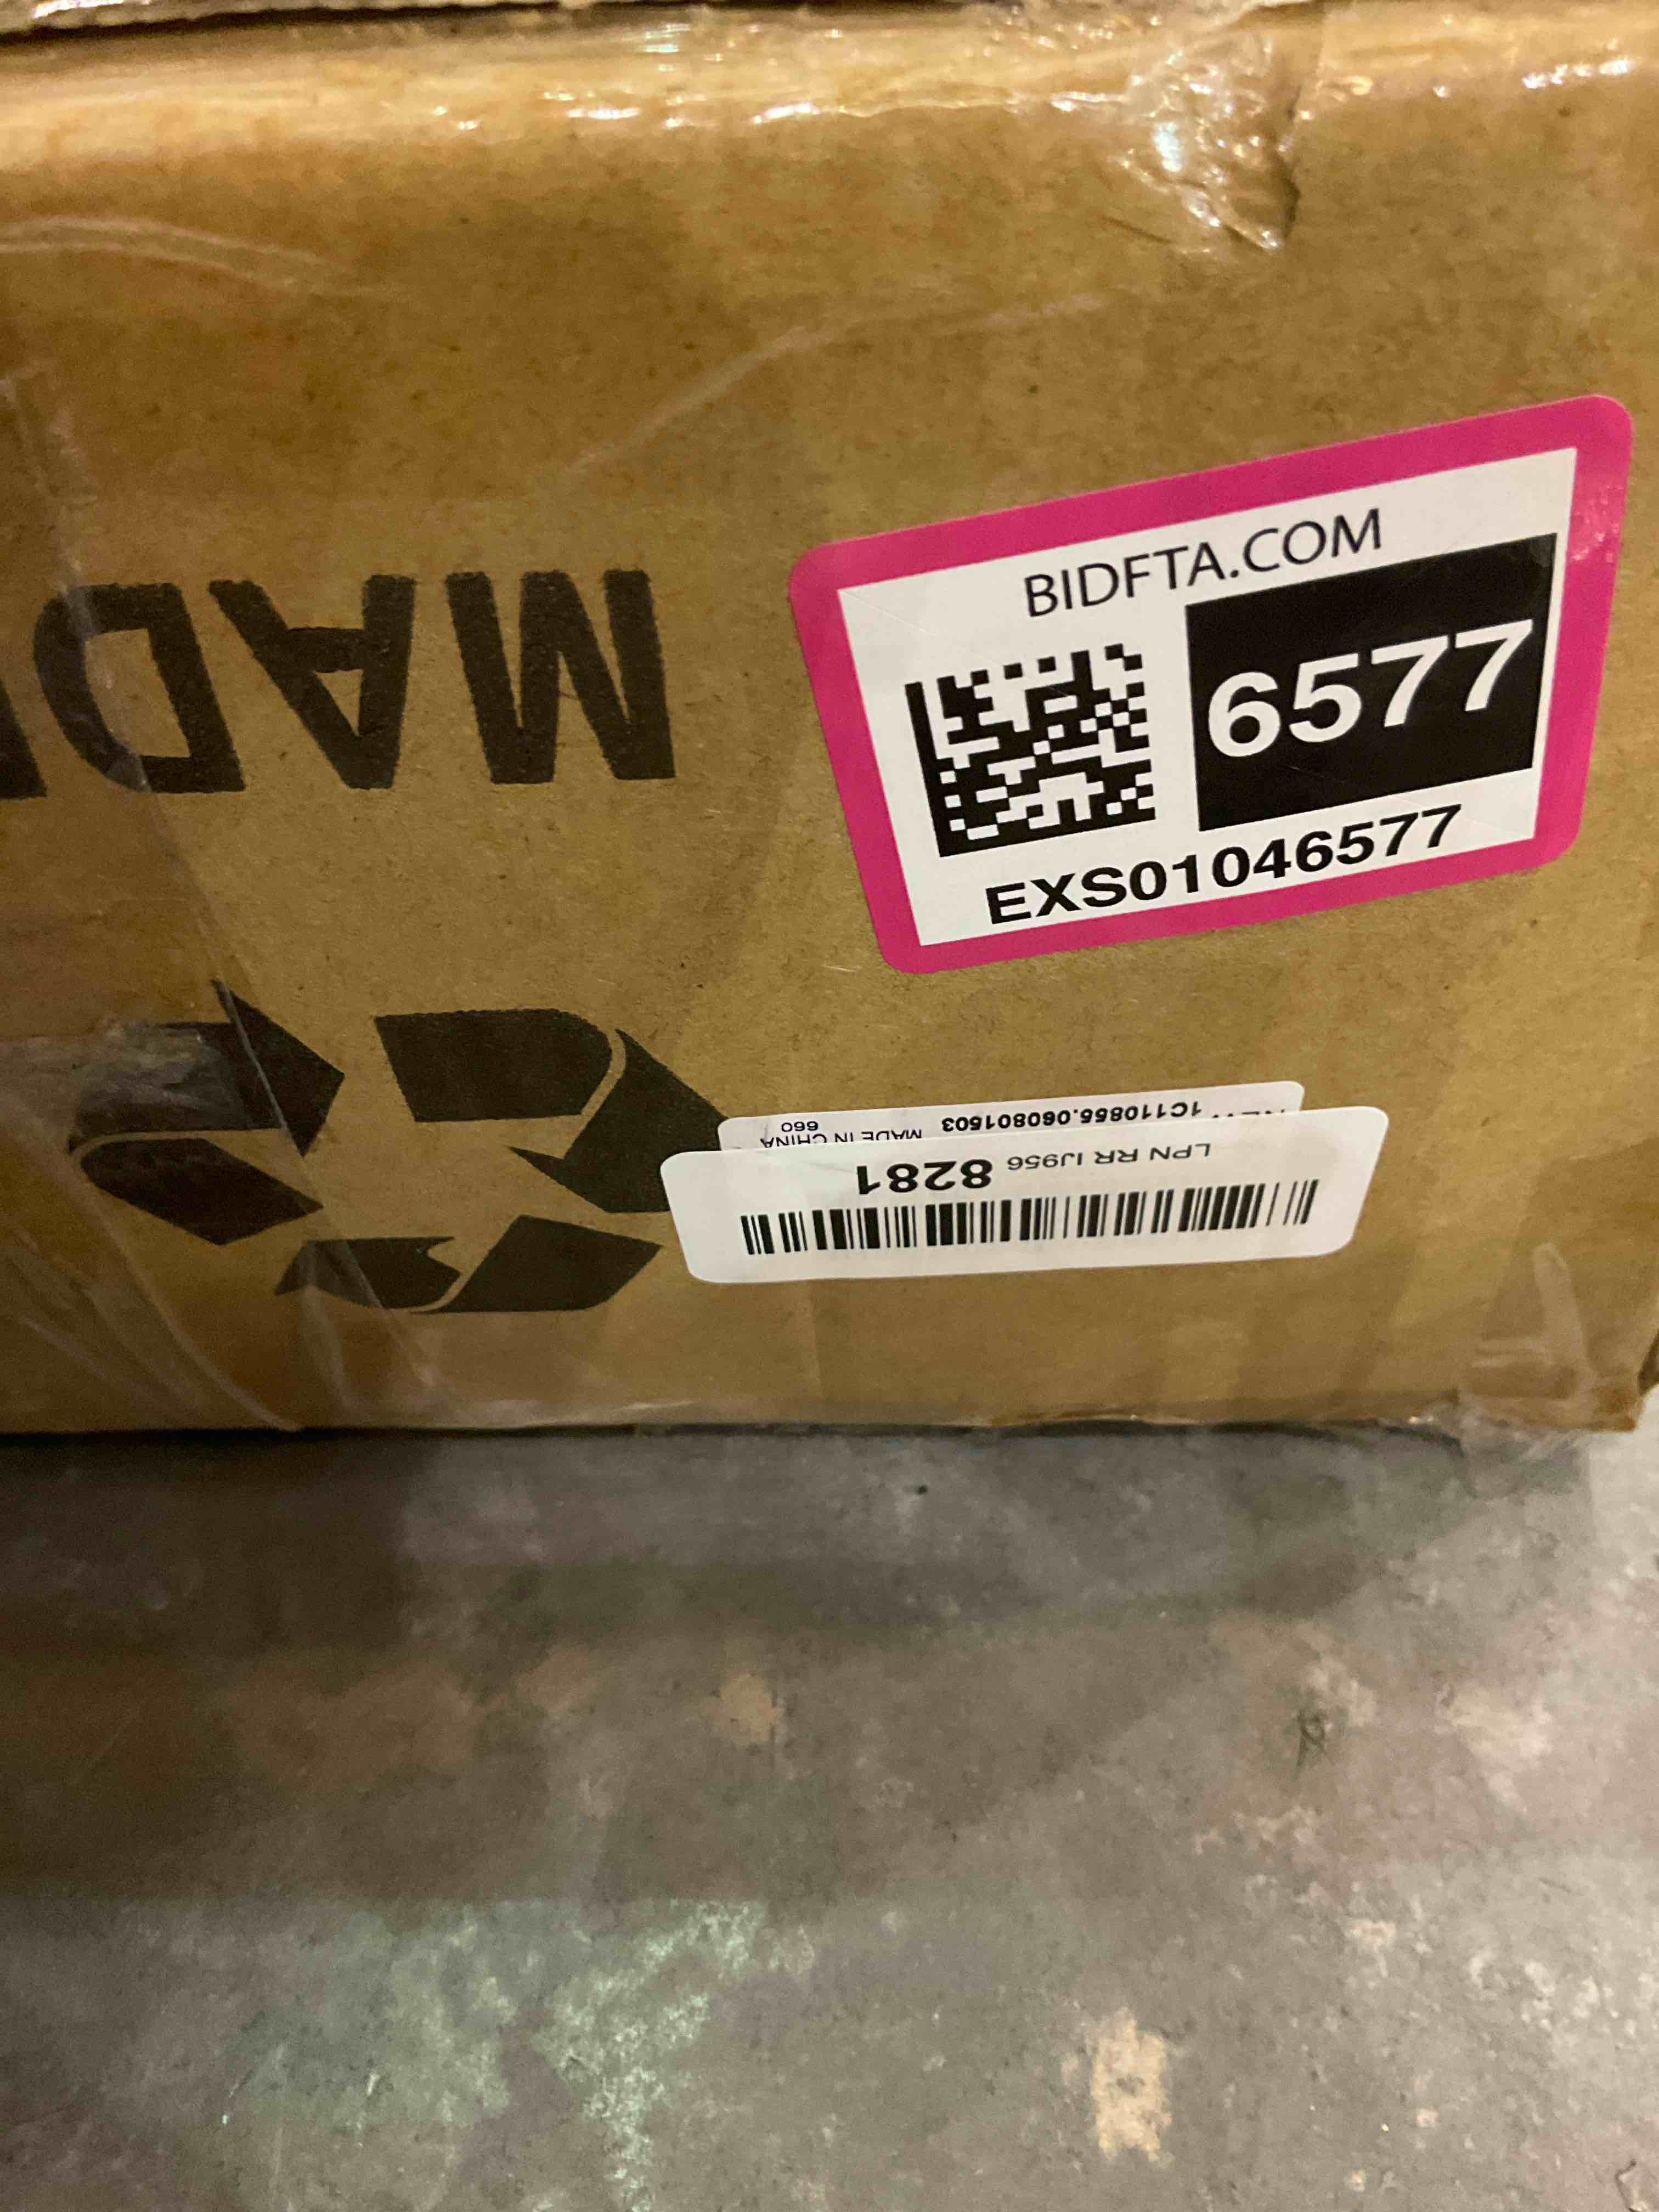 MAD
BIDFTA.COM
6577
EXS01046577
1C110855.060801503
MADE IN CHINA
660
LPN RR IJ956 8281